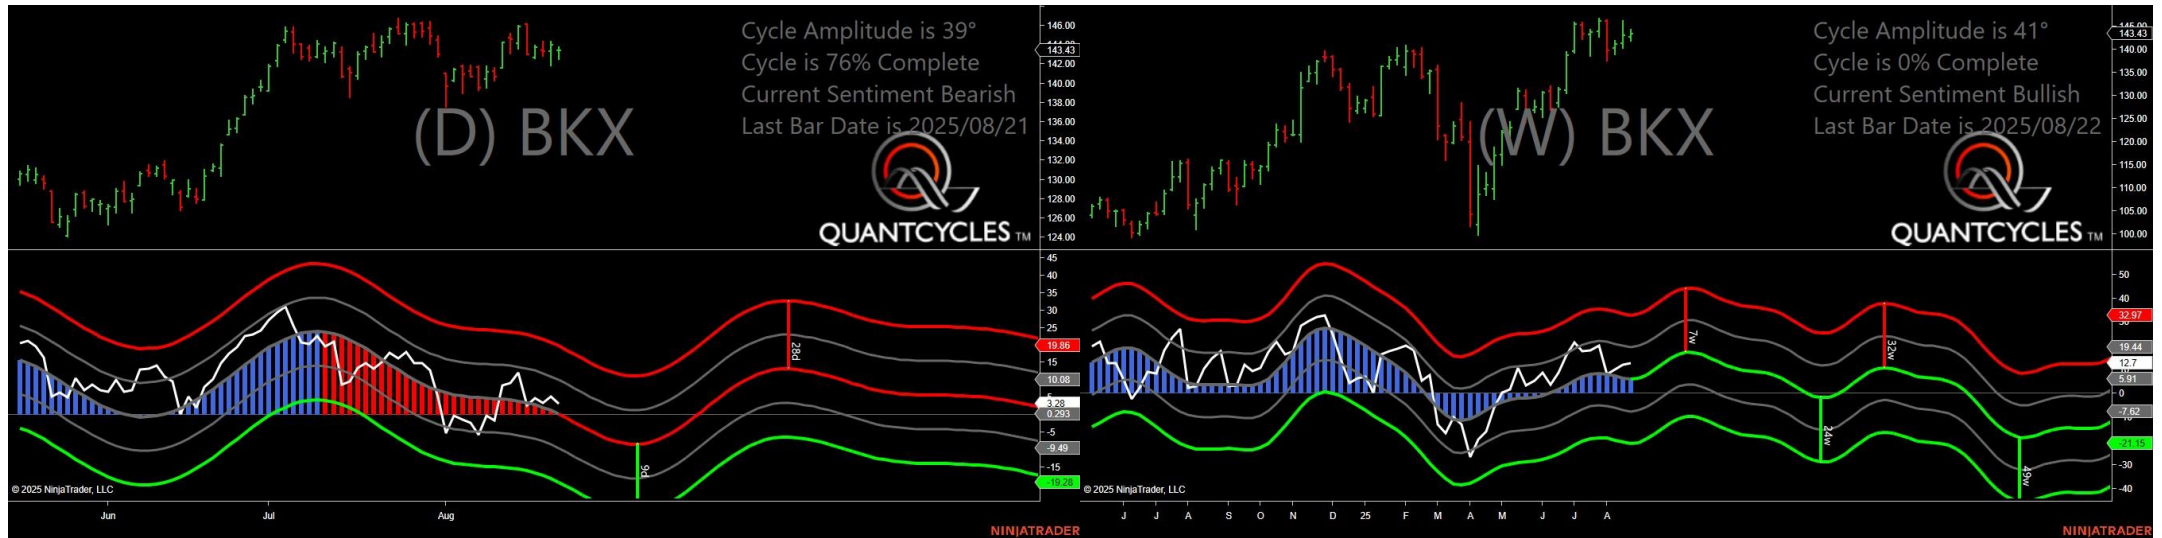 Cycle Amplitude is 39°
Cycle is 76% Complete
Current Sentiment Bearish
Last Bar Date is 2025/08/21
(D) BKX
QUANTCYCLES TM
146.00
143.43
142.00
140.00
138.00
136.00
134.00
132.00
130.00
128.00
126.00
124.00
45
40
35
30
25
19.86
15
10.08
3.28
0.293
-5
-9.49
-15
-19.28
28d
9d
© 2025 NinjaTrader, LLC
Jun Jul Aug
NINJATRADER
Cycle Amplitude is 41°
Cycle is 0% Complete
Current Sentiment Bullish
Last Bar Date is 2025/08/22
(W) BKX
QUANTCYCLES TM
145.00
143.43
140.00
135.00
130.00
125.00
120.00
115.00
110.00
105.00
100.00
50
40
32.97
19.44
12.7
5.91
0
-7.62
-21.15
-30
-40
7w
32w
24w
49w
© 2025 NinjaTrader, LLC
J J A S O N D 25 F M A M J J A
NINJATRADER